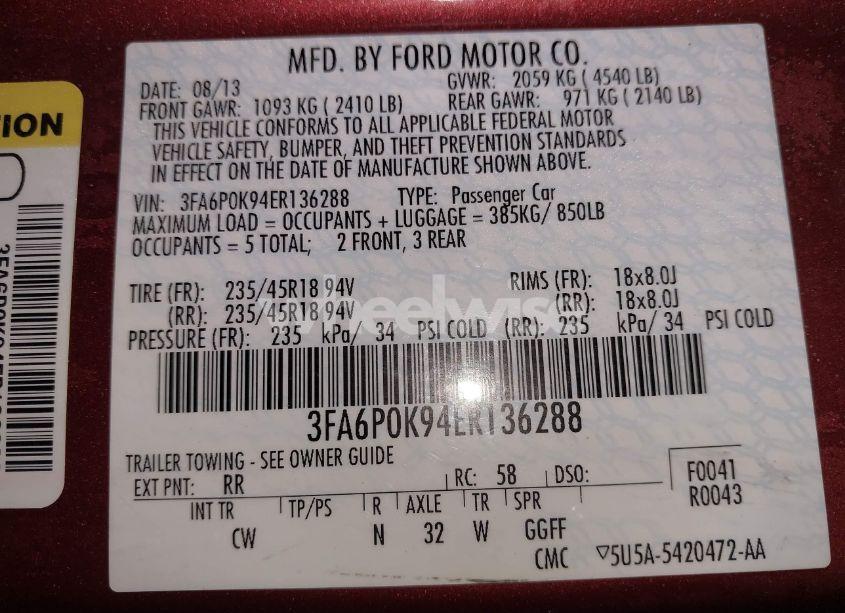 MFD. BY FORD MOTOR CO.
DATE: 08/13 GVWR: 2059 KG ( 4540 LB)
FRONT GAWR: 1093 KG ( 2410 LB) REAR GAWR: 971 KG ( 2140 LB)
THIS VEHICLE CONFORMS TO ALL APPLICABLE FEDERAL MOTOR
VEHICLE SAFETY, BUMPER, AND THEFT PREVENTION STANDARDS
IN EFFECT ON THE DATE OF MANUFACTURE SHOWN ABOVE.
VIN: 3FA6P0K94ER136288 TYPE: Passenger Car
MAXIMUM LOAD = OCCUPANTS + LUGGAGE = 385KG/ 850LB
OCCUPANTS = 5 TOTAL; 2 FRONT, 3 REAR
TIRE (FR): 235/45R18 94V RIMS (FR): 18x8.0J
(RR): 235/45R18 94V (RR): 18x8.0J
PRESSURE (FR): 235 kPa/ 34 PSI COLD (RR): 235 kPa/ 34 PSI COLD
wheelwise
3FA6P0K94ER136288
TRAILER TOWING - SEE OWNER GUIDE
EXT PNT: RR RC: 58 DSO: F0041
R0043
INT TR TP/PS R AXLE TR SPR
CW N 32 W GGFF
CMC ▽5U5A-5420472-AA
TION